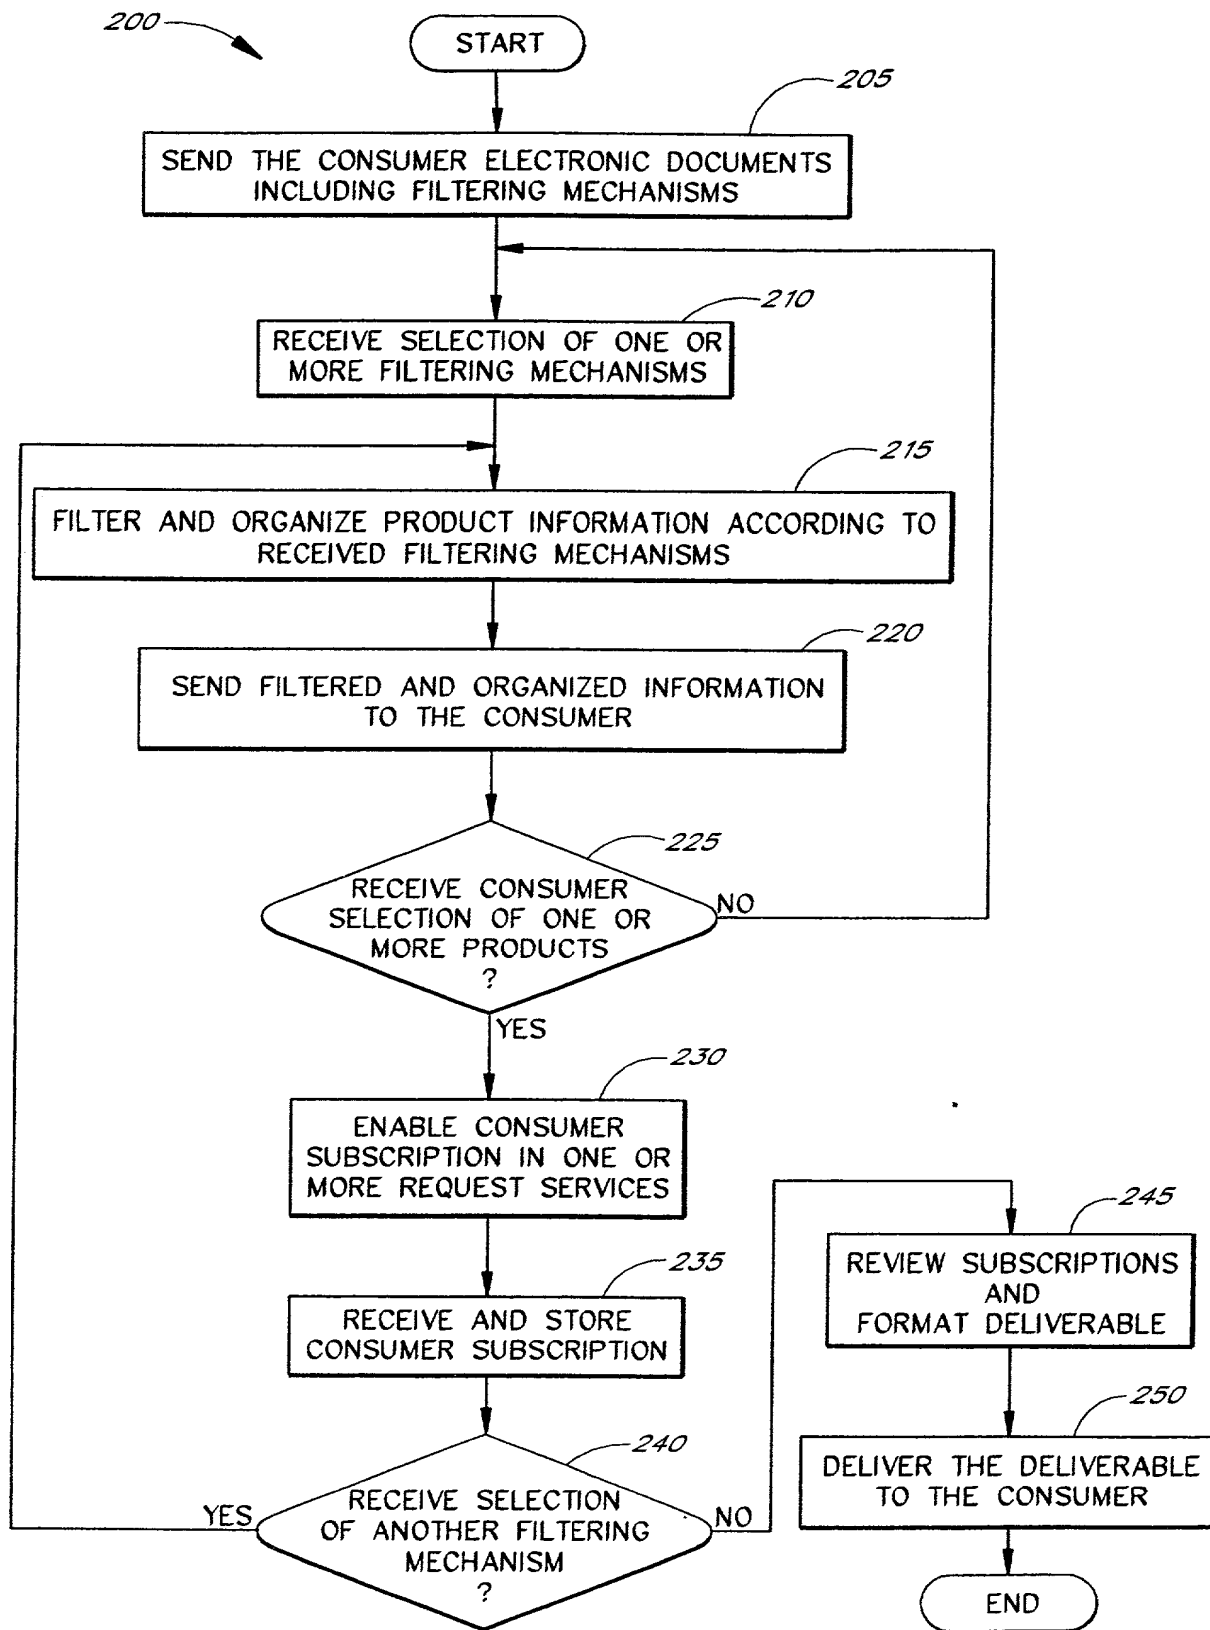 200
START
205
SEND THE CONSUMER ELECTRONIC DOCUMENTS
INCLUDING FILTERING MECHANISMS
210
RECEIVE SELECTION OF ONE OR
MORE FILTERING MECHANISMS
215
FILTER AND ORGANIZE PRODUCT INFORMATION ACCORDING TO
RECEIVED FILTERING MECHANISMS
220
SEND FILTERED AND ORGANIZED INFORMATION
TO THE CONSUMER
225
RECEIVE CONSUMER
SELECTION OF ONE OR
MORE PRODUCTS
?
NO
YES
230
ENABLE CONSUMER
SUBSCRIPTION IN ONE OR
MORE REQUEST SERVICES
235
RECEIVE AND STORE
CONSUMER SUBSCRIPTION
240
RECEIVE SELECTION
OF ANOTHER FILTERING
MECHANISM
?
YES
NO
245
REVIEW SUBSCRIPTIONS
AND
FORMAT DELIVERABLE
250
DELIVER THE DELIVERABLE
TO THE CONSUMER
END